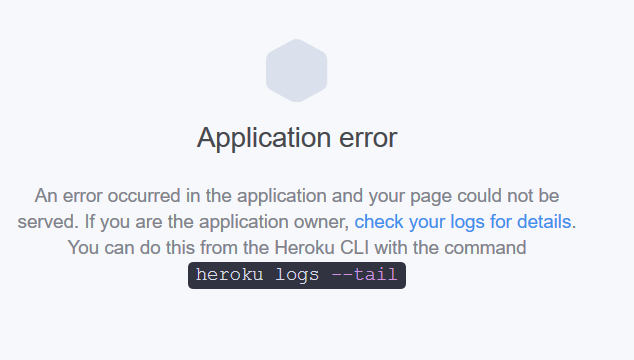 Application error
An error occurred in the application and your page could not be
served. If you are the application owner, check your logs for details.
You can do this from the Heroku CLI with the command
heroku logs --tail